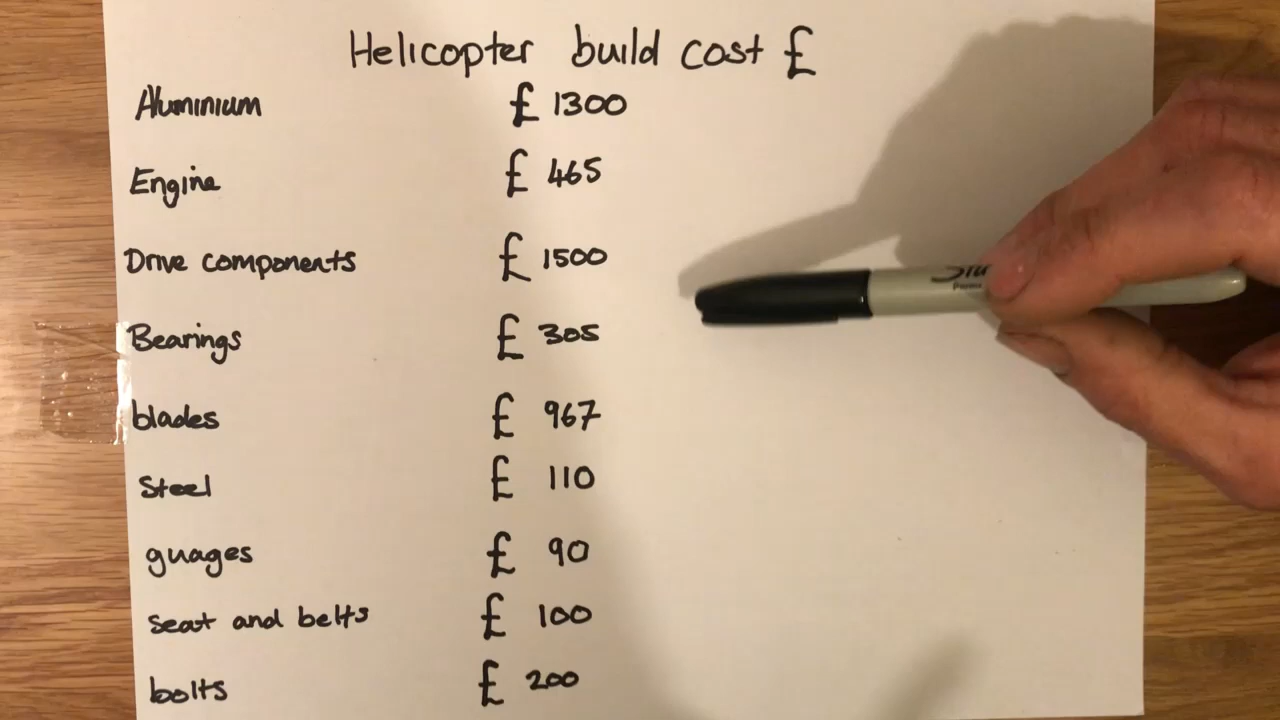 Helicopter build cost £
Aluminium £ 1300
Engine £ 465
Drive components £ 1500
Bearings £ 305
blades £ 967
Steel £ 110
guages £ 90
seat and belts £ 100
bolts £ 200